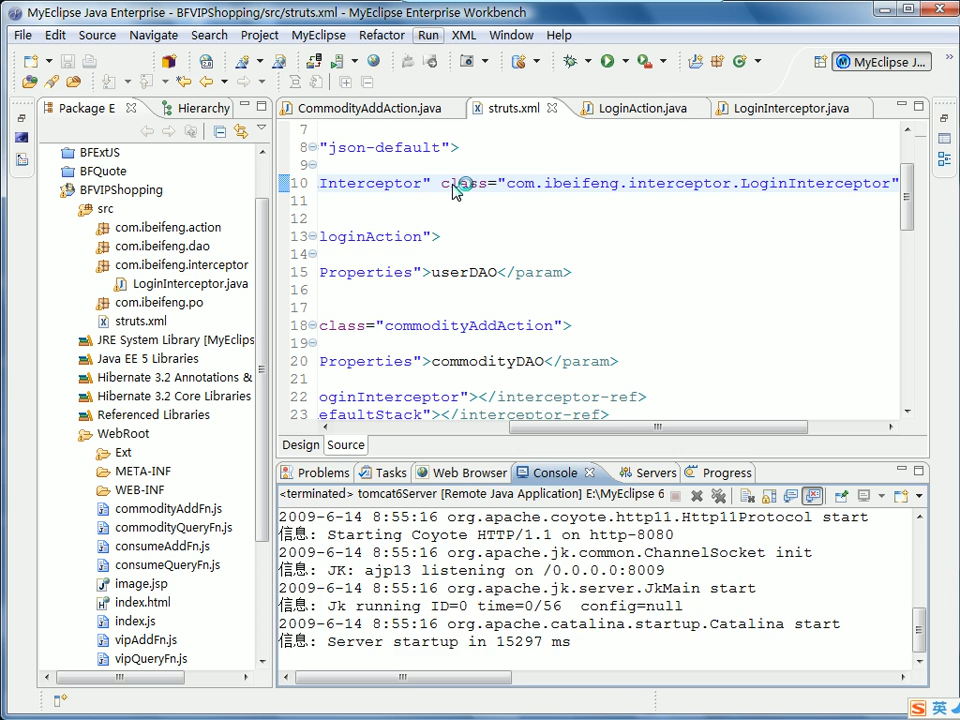 MyEclipse Java Enterprise - BFVIPShopping/src/struts.xml - MyEclipse Enterprise Workbench
File Edit Source Navigate Search Project MyEclipse Refactor Run XML Window Help
MyEclipse J...
Package E
Hierarchy
BFExtJS
BFQuote
BFVIPShopping
src
com.ibeifeng.action
com.ibeifeng.dao
com.ibeifeng.interceptor
LoginInterceptor.java
com.ibeifeng.po
struts.xml
JRE System Library [MyEclips
Java EE 5 Libraries
Hibernate 3.2 Annotations &
Hibernate 3.2 Core Libraries
Referenced Libraries
WebRoot
Ext
META-INF
WEB-INF
commodityAddFn.js
commodityQueryFn.js
consumeAddFn.js
consumeQueryFn.js
image.jsp
index.html
index.js
vipAddFn.js
vipQueryFn.js
CommodityAddAction.java
struts.xml
LoginAction.java
LoginInterceptor.java
7
8 "json-default">
9
10 Interceptor" class="com.ibeifeng.interceptor.LoginInterceptor"
11
12
13 loginAction">
14
15 Properties">userDAO</param>
16
17
18 class="commodityAddAction">
19
20 Properties">commodityDAO</param>
21
22 oginInterceptor"></interceptor-ref>
23 efaultStack"></interceptor-ref>
Design Source
Problems Tasks Web Browser Console Servers Progress
<terminated> tomcat6Server [Remote Java Application] E:\MyEclipse 6
2009-6-14 8:55:16 org.apache.coyote.http11.Http11Protocol start
信息: Starting Coyote HTTP/1.1 on http-8080
2009-6-14 8:55:16 org.apache.jk.common.ChannelSocket init
信息: JK: ajp13 listening on /0.0.0.0:8009
2009-6-14 8:55:16 org.apache.jk.server.JkMain start
信息: Jk running ID=0 time=0/56  config=null
2009-6-14 8:55:16 org.apache.catalina.startup.Catalina start
信息: Server startup in 15297 ms
英